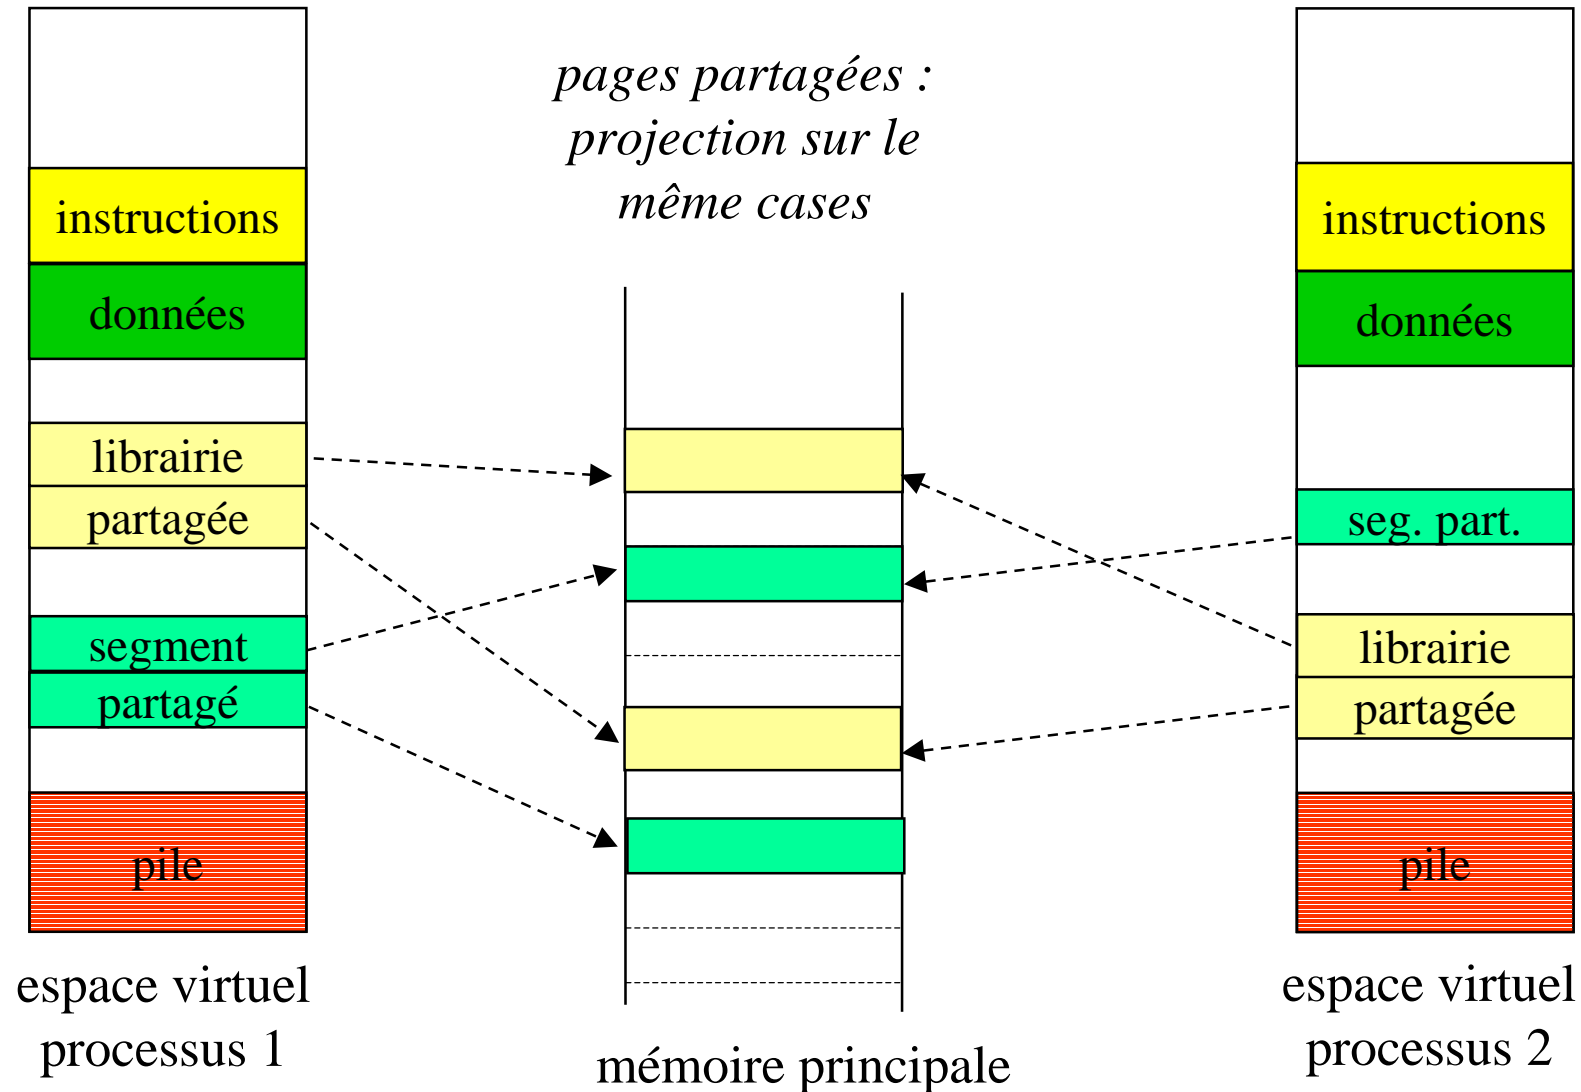 pages partagées :
projection sur le
même cases
instructions
données
librairie
partagée
segment
partagé
pile
espace virtuel
processus 1
mémoire principale
instructions
données
seg. part.
librairie
partagée
pile
espace virtuel
processus 2